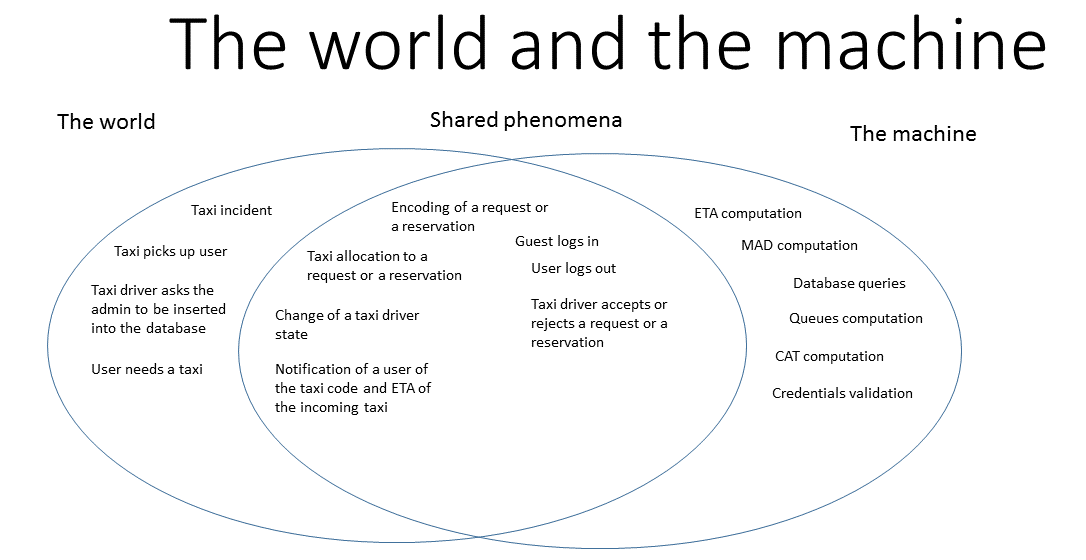 The world and the machine
The world
Shared phenomena
The machine
Taxi incident
Taxi picks up user
Taxi driver asks the
admin to be inserted
into the database
User needs a taxi
Encoding of a request or
a reservation
Guest logs in
Taxi allocation to a
request or a reservation
User logs out
Change of a taxi driver
state
Taxi driver accepts or
rejects a request or a
reservation
Notification of a user of
the taxi code and ETA of
the incoming taxi
ETA computation
MAD computation
Database queries
Queues computation
CAT computation
Credentials validation